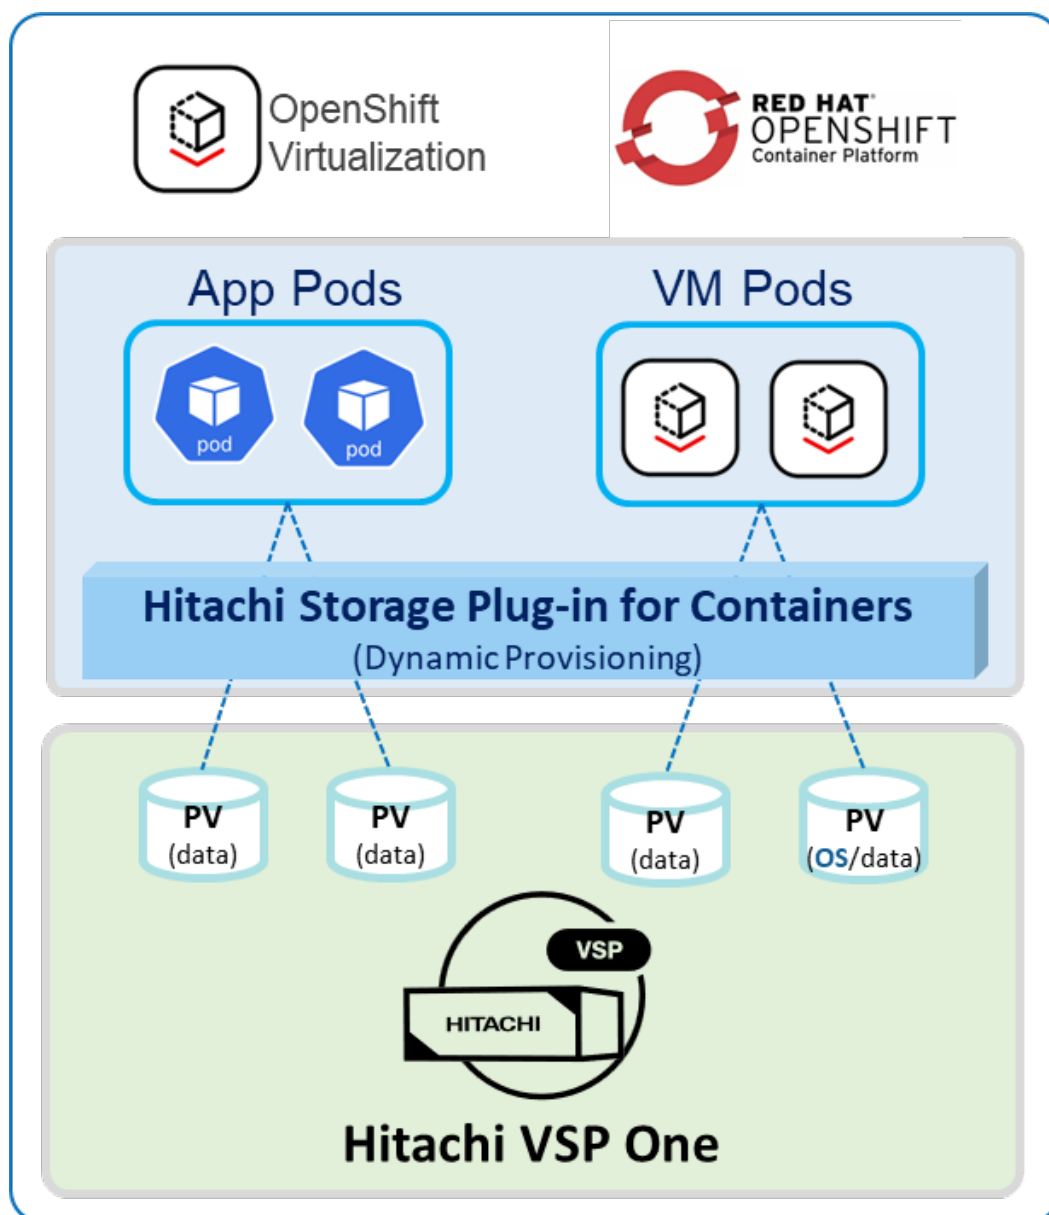 OpenShift
Virtualization
RED HAT®
OPENSHIFT
Container Platform
App Pods
VM Pods
pod
pod
Hitachi Storage Plug-in for Containers
(Dynamic Provisioning)
PV
(data)
PV
(data)
PV
(data)
PV
(OS/data)
VSP
HITACHI
Hitachi VSP One